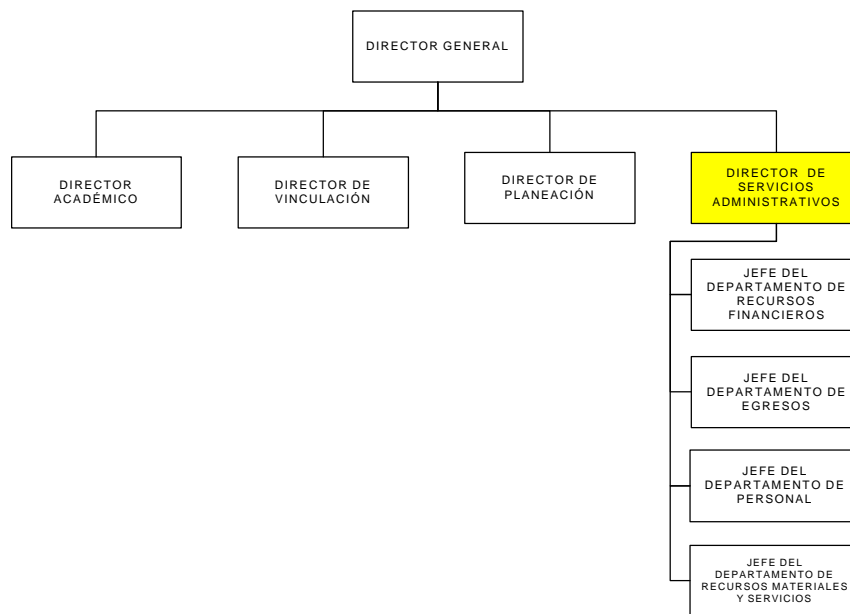 DIRECTOR GENERAL
DIRECTOR
ACADÉMICO
DIRECTOR DE
VINCULACIÓN
DIRECTOR DE
PLANEACIÓN
DIRECTOR DE
SERVICIOS
ADMINISTRATIVOS
JEFE DEL
DEPARTAMENTO DE
RECURSOS
FINANCIEROS
JEFE DEL
DEPARTAMENTO DE
EGRESOS
JEFE DEL
DEPARTAMENTO DE
PERSONAL
JEFE DEL
DEPARTAMENTO DE
RECURSOS MATERIALES
Y SERVICIOS